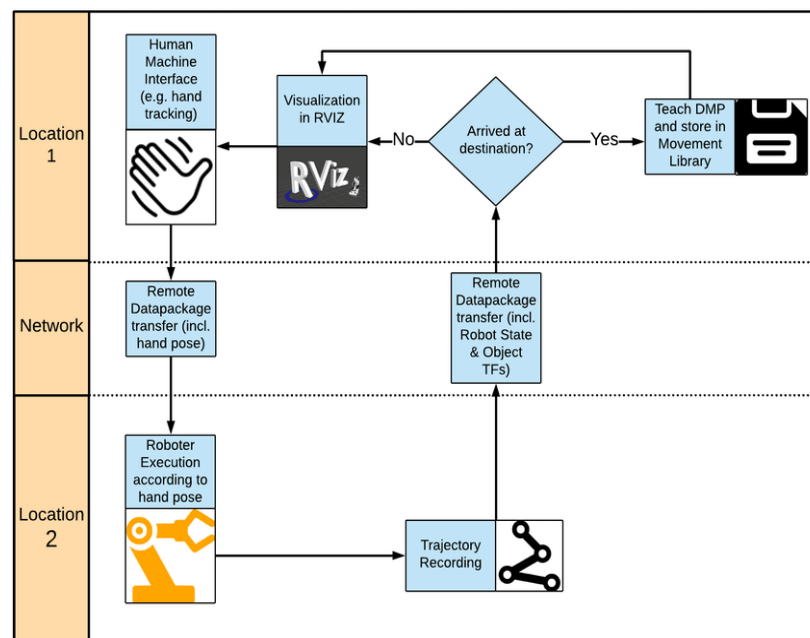 Location
1
Human
Machine
Interface
(e.g. hand
tracking)
Visualization
in RVIZ
RViz
No
Arrived at
destination?
Yes
Teach DMP
and store in
Movement
Library
Network
Remote
Datapackage
transfer (incl.
hand pose)
Remote
Datapackage
transfer (incl.
Robot State
& Object
TFs)
Location
2
Roboter
Execution
according to
hand pose
Trajectory
Recording